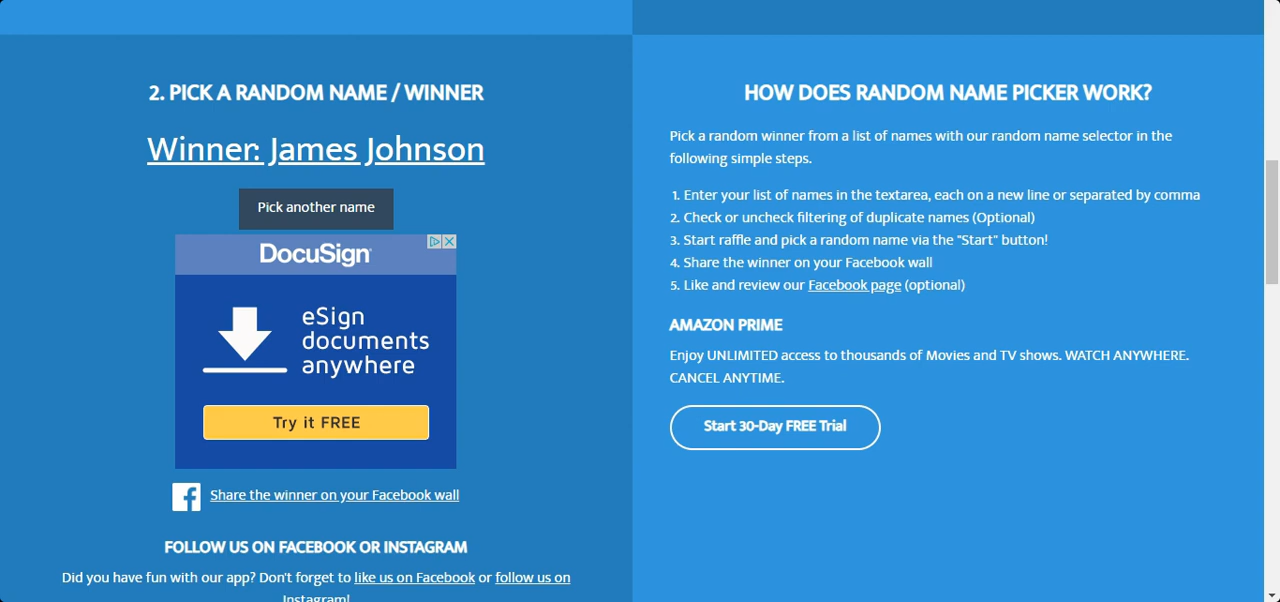 2. PICK A RANDOM NAME / WINNER
Winner: James Johnson
Pick another name
DocuSign
eSign
documents
anywhere
Try it FREE
Share the winner on your Facebook wall
FOLLOW US ON FACEBOOK OR INSTAGRAM
Did you have fun with our app? Don't forget to like us on Facebook or follow us on
Instagram!
HOW DOES RANDOM NAME PICKER WORK?
Pick a random winner from a list of names with our random name selector in the
following simple steps.
1. Enter your list of names in the textarea, each on a new line or separated by comma
2. Check or uncheck filtering of duplicate names (Optional)
3. Start raffle and pick a random name via the "Start" button!
4. Share the winner on your Facebook wall
5. Like and review our Facebook page (optional)
AMAZON PRIME
Enjoy UNLIMITED access to thousands of Movies and TV shows. WATCH ANYWHERE.
CANCEL ANYTIME.
Start 30-Day FREE Trial